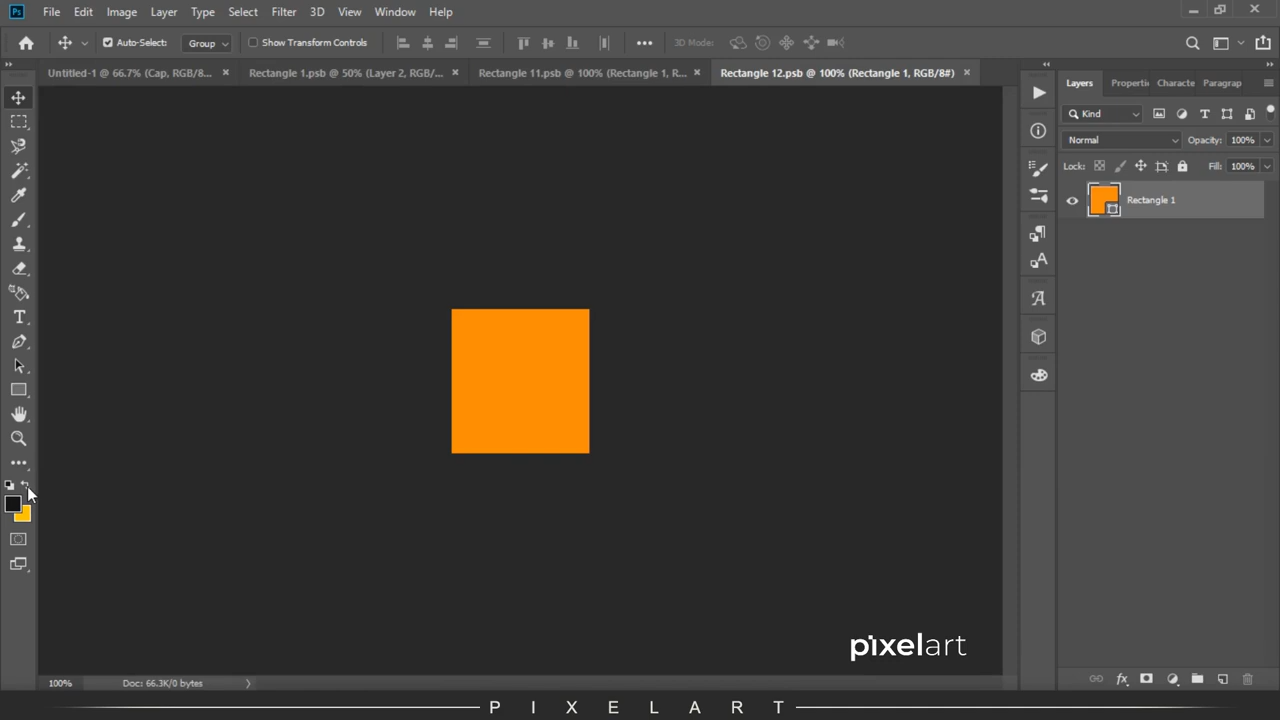 Ps File Edit Image Layer Type Select Filter 3D View Window Help
Auto-Select: Group Show Transform Controls 3D Mode:
Untitled-1 @ 66.7% (Cap, RGB/8... Rectangle 1.psb @ 50% (Layer 2, RGB/... Rectangle 11.psb @ 100% (Rectangle 1, R... Rectangle 12.psb @ 100% (Rectangle 1, RGB/8#)
Layers Properti Characte Paragrap
Kind
Normal Opacity: 100%
Lock: Fill: 100%
Rectangle 1
pixelart
100% Doc: 66.3K/0 bytes
PIXELART